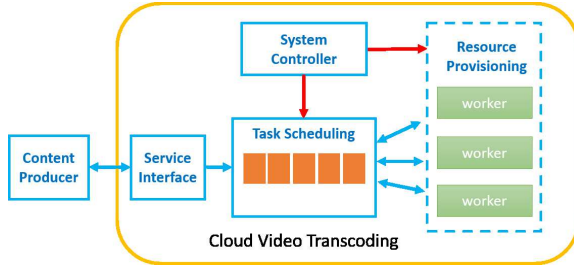 System
Controller
Resource
Provisioning
worker
Task Scheduling
worker
Content
Producer
Service
Interface
worker
Cloud Video Transcoding